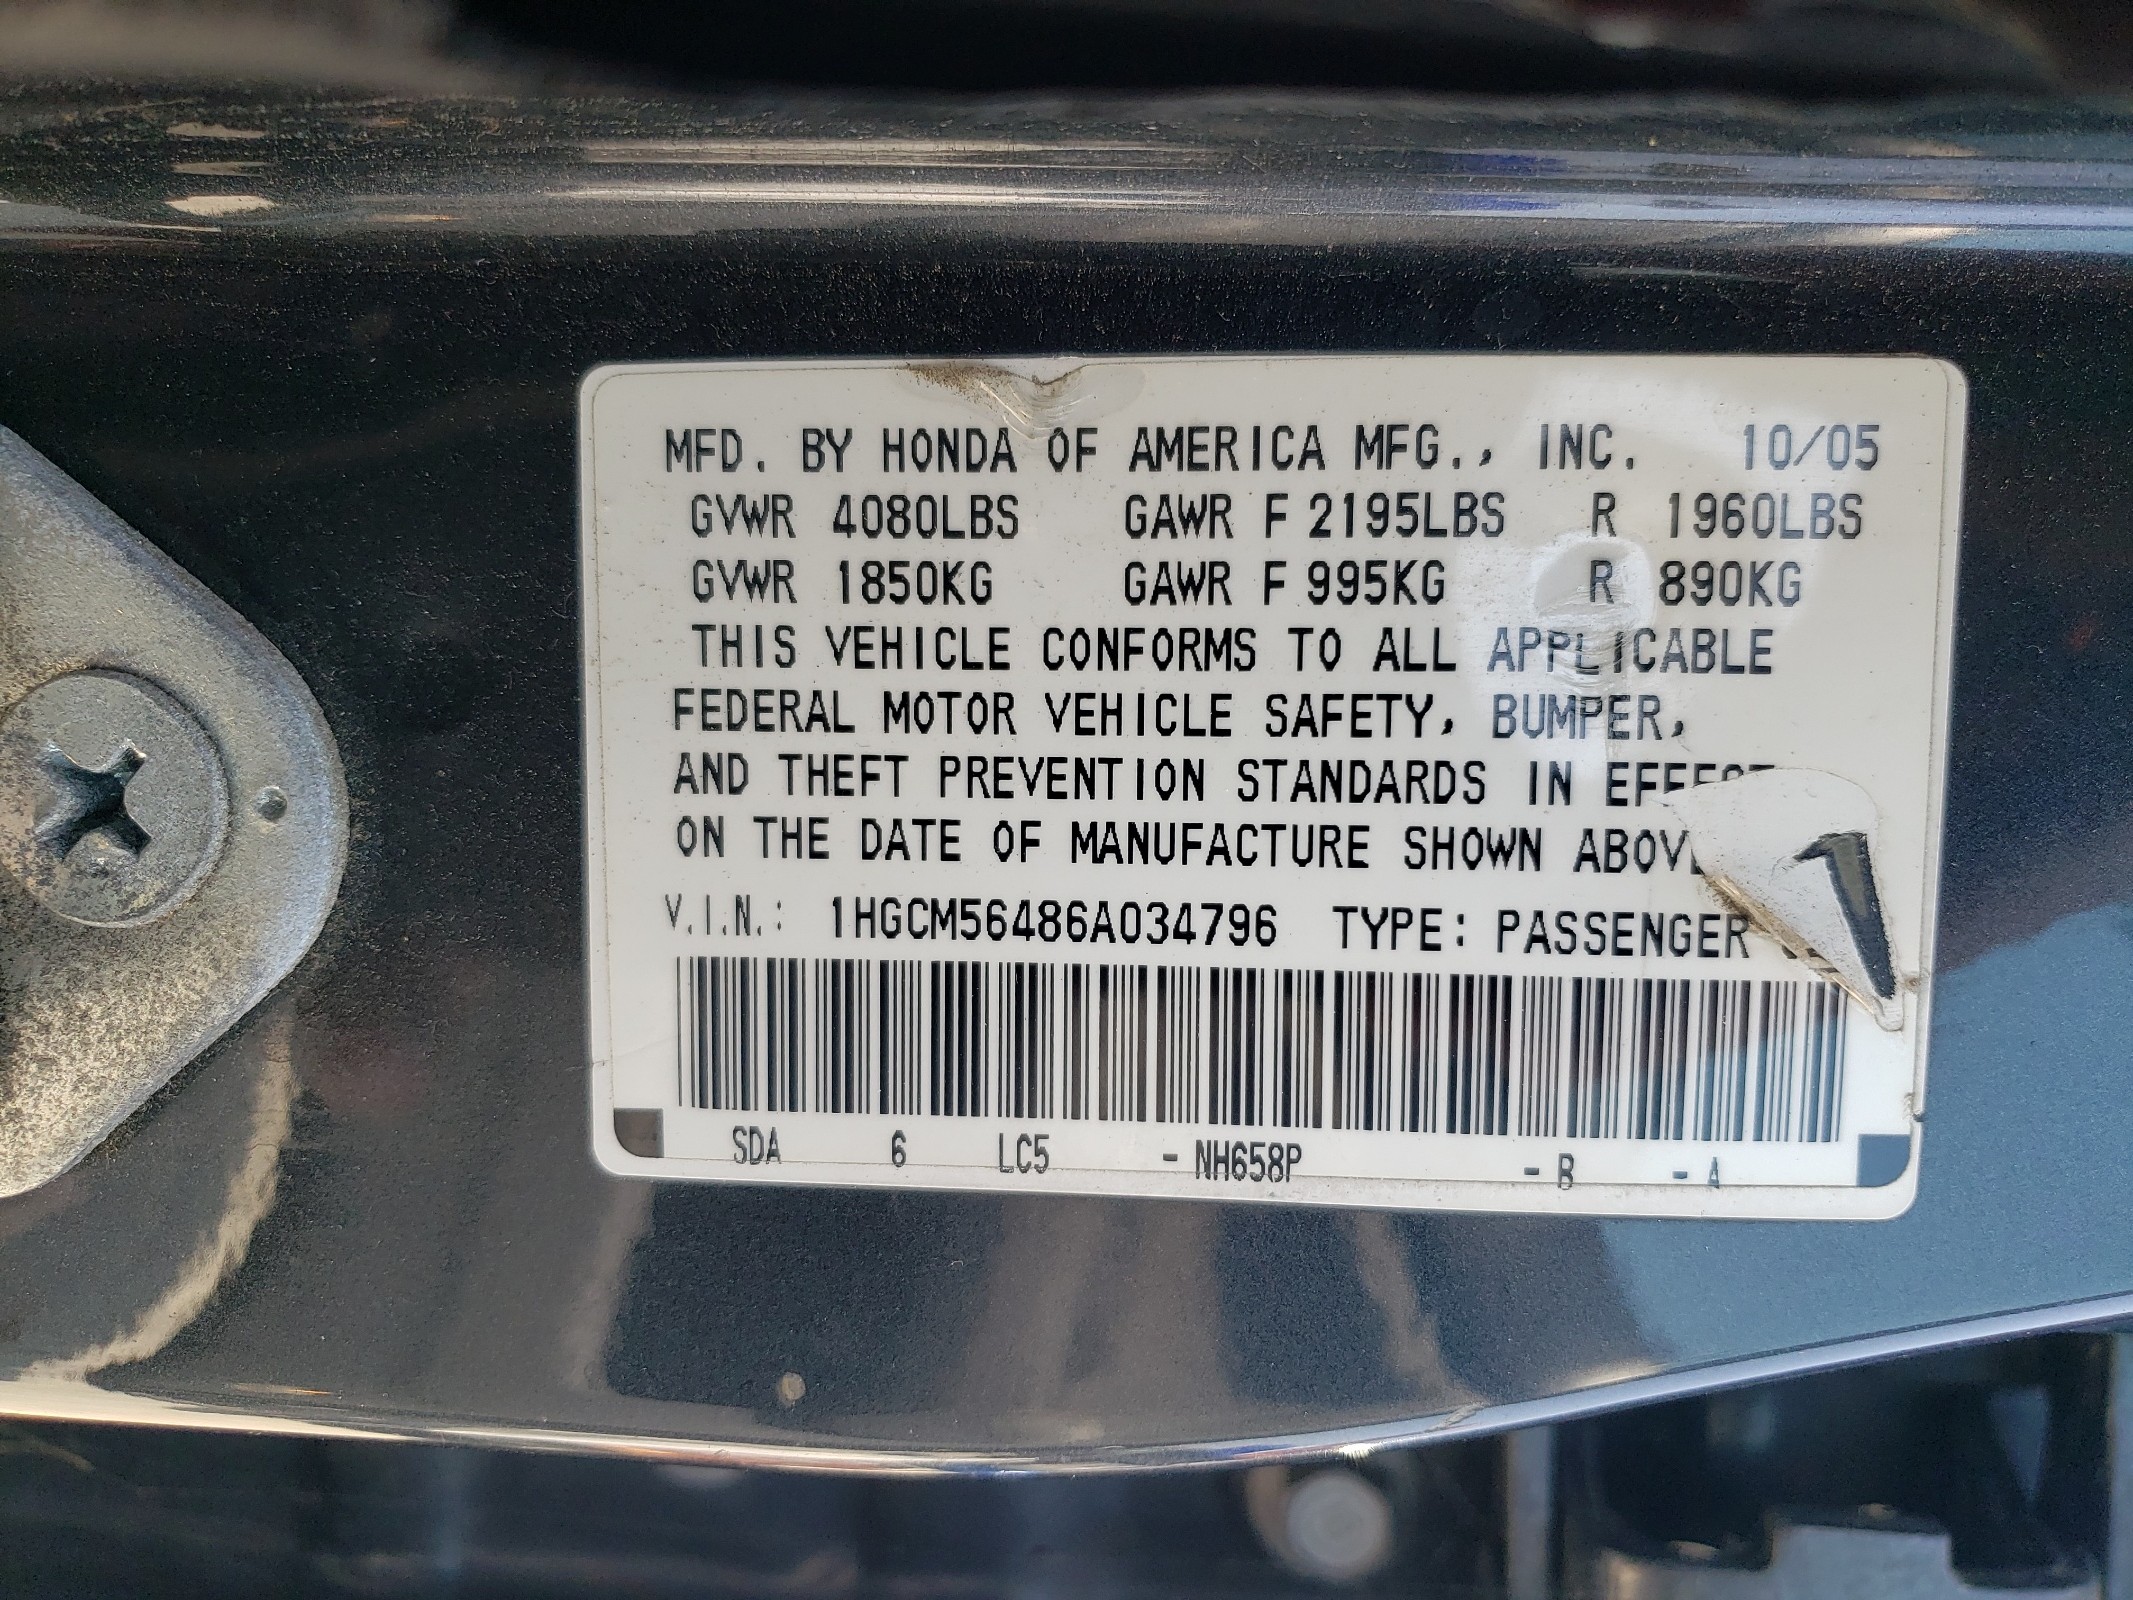 MFD. BY HONDA OF AMERICA MFG., INC. 10/05
GVWR 4080LBS GAWR F 2195LBS R 1960LBS
GVWR 1850KG GAWR F 995KG R 890KG
THIS VEHICLE CONFORMS TO ALL APPLICABLE
FEDERAL MOTOR VEHICLE SAFETY, BUMPER,
AND THEFT PREVENTION STANDARDS IN EFFECT
ON THE DATE OF MANUFACTURE SHOWN ABOVE
V.I.N.: 1HGCM56486A034796 TYPE: PASSENGER
SDA 6 LC5 - NH658P - B - A